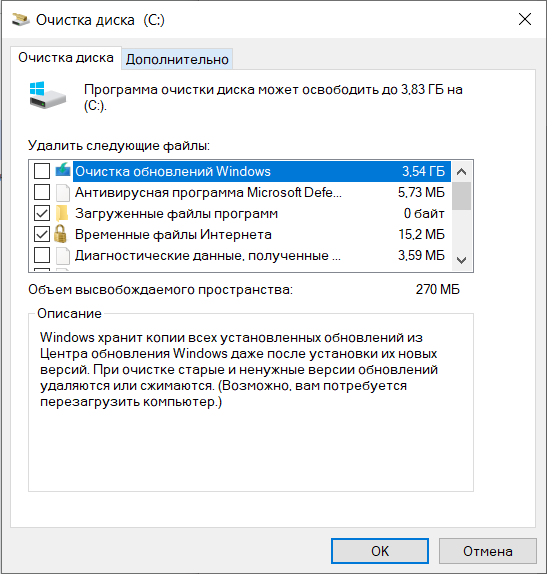 Очистка диска (C:)
Очистка диска
Дополнительно
Программа очистки диска может освободить до 3,83 ГБ на
(C:).
Удалить следующие файлы:
Очистка обновлений Windows 3,54 ГБ
Антивирусная программа Microsoft Defe... 5,73 МБ
Загруженные файлы программ 0 байт
Временные файлы Интернета 15,2 МБ
Диагностические данные, полученные ... 3,59 МБ
Объем высвобождаемого пространства: 270 МБ
Описание
Windows хранит копии всех установленных обновлений из
Центра обновления Windows даже после установки их новых
версий. При очистке старые и ненужные версии обновлений
удаляются или сжимаются. (Возможно, вам потребуется
перезагрузить компьютер.)
OK
Отмена